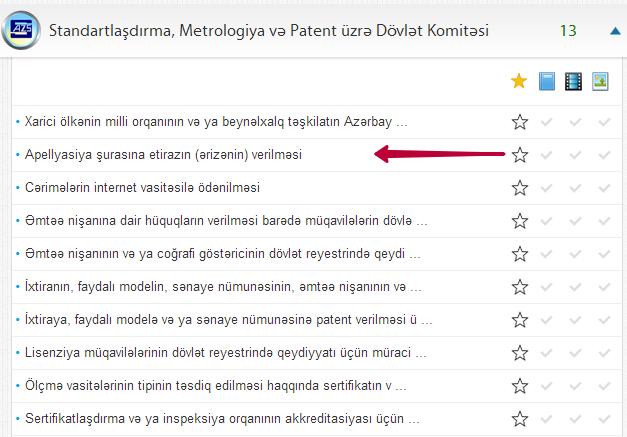 AZS
Standartlaşdırma, Metrologiya və Patent üzrə Dövlət Komitəsi 13
Xarici ölkənin milli orqanının və ya beynəlxalq təşkilatın Azərbay ...
Apellyasiya şurasına etirazın (ərizənin) verilməsi
Cərimələrin internet vasitəsilə ödənilməsi
Əmtəə nişanına dair hüquqların verilməsi barədə müqavilələrin dövlə ...
Əmtəə nişanının və ya coğrafi göstəricinin dövlət reyestrində qeydi ...
İxtiranın, faydalı modelin, sənaye nümunəsinin, əmtəə nişanının və ...
İxtiraya, faydalı modelə və ya sənaye nümunəsinə patent verilməsi ü ...
Lisenziya müqavilələrinin dövlət reyestrində qeydiyyatı üçün müraci ...
Ölçmə vasitələrinin tipinin təsdiq edilməsi haqqında sertifikatın v ...
Sertifikatlaşdırma və ya inspeksiya orqanının akkreditasiyası üçün ...